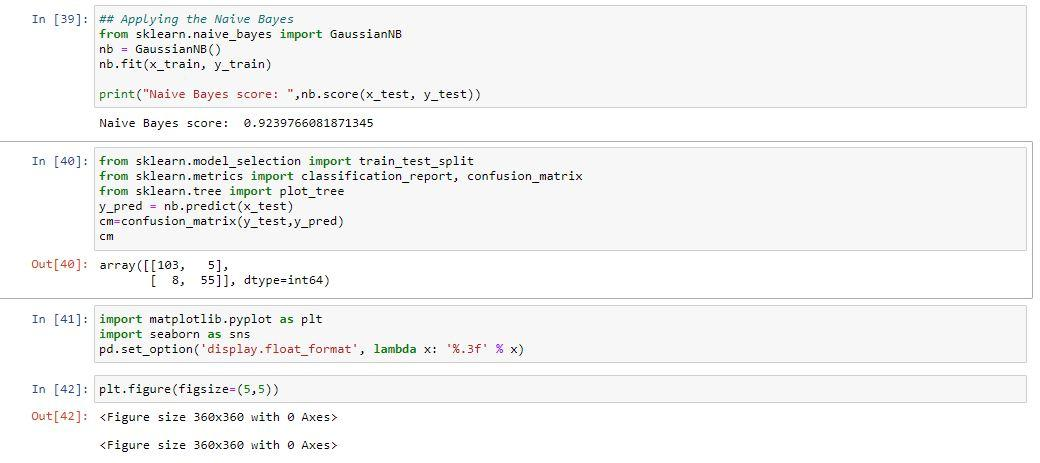 In [39]: ## Applying the Naive Bayes
from sklearn.naive_bayes import GaussianNB
nb = GaussianNB()
nb.fit(x_train, y_train)
print("Naive Bayes score: ",nb.score(x_test, y_test))
Naive Bayes score:  0.9239766081871345
In [40]: from sklearn.model_selection import train_test_split
from sklearn.metrics import classification_report, confusion_matrix
from sklearn.tree import plot_tree
y_pred = nb.predict(x_test)
cm=confusion_matrix(y_test,y_pred)
cm
Out[40]: array([[103,   5],
[  8,  55]], dtype=int64)
In [41]: import matplotlib.pyplot as plt
import seaborn as sns
pd.set_option('display.float_format', lambda x: '%.3f' % x)
In [42]: plt.figure(figsize=(5,5))
Out[42]: <Figure size 360x360 with 0 Axes>
<Figure size 360x360 with 0 Axes>